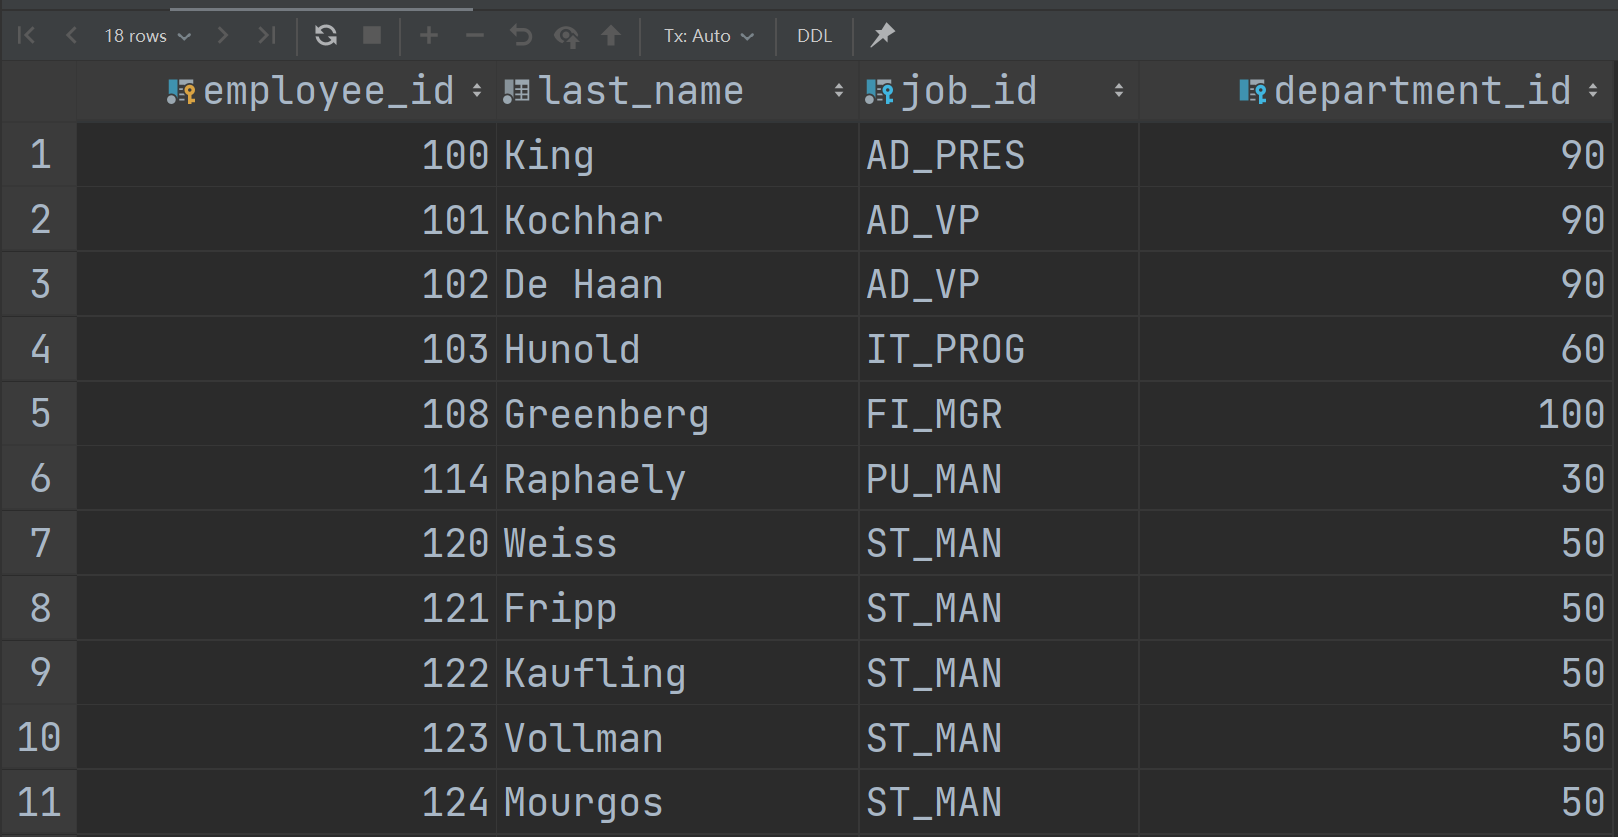 18 rows Tx: Auto DDL
employee_id last_name job_id department_id
1 100 King AD_PRES 90
2 101 Kochhar AD_VP 90
3 102 De Haan AD_VP 90
4 103 Hunold IT_PROG 60
5 108 Greenberg FI_MGR 100
6 114 Raphaely PU_MAN 30
7 120 Weiss ST_MAN 50
8 121 Fripp ST_MAN 50
9 122 Kaufling ST_MAN 50
10 123 Vollman ST_MAN 50
11 124 Mourgos ST_MAN 50